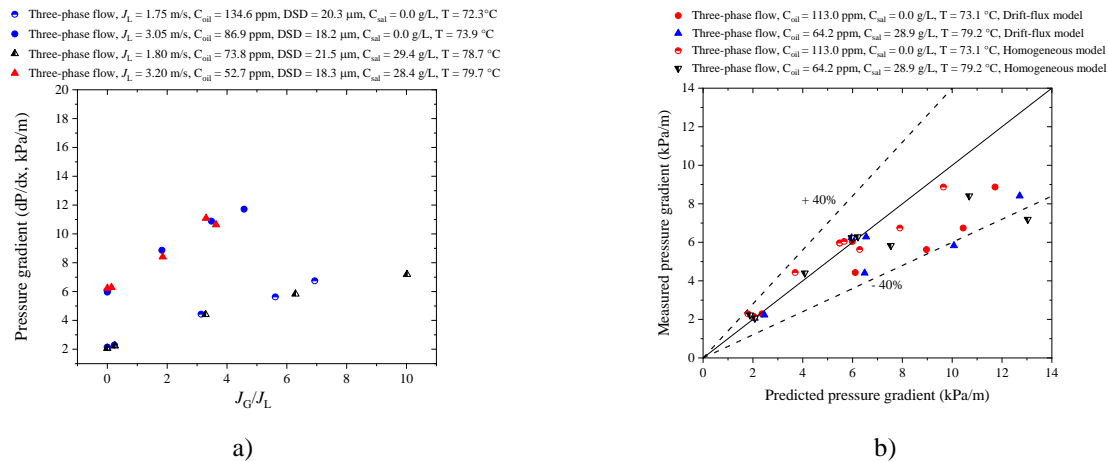 Three-phase flow, J_L = 1.75 m/s, C_oil = 134.6 ppm, DSD = 20.3 µm, C_sal = 0.0 g/L, T = 72.3°C
Three-phase flow, J_L = 3.05 m/s, C_oil = 86.9 ppm, DSD = 18.2 µm, C_sal = 0.0 g/L, T = 73.9 °C
Three-phase flow, J_L = 1.80 m/s, C_oil = 73.8 ppm, DSD = 21.5 µm, C_sal = 29.4 g/L, T = 78.7 °C
Three-phase flow, J_L = 3.20 m/s, C_oil = 52.7 ppm, DSD = 18.3 µm, C_sal = 28.4 g/L, T = 79.7 °C
20
18
16
14
12
10
8
6
4
2
0
2
4
6
8
10
Pressure gradient (dP/dx, kPa/m)
J_G/J_L
a)
Three-phase flow, C_oil = 113.0 ppm, C_sal = 0.0 g/L, T = 73.1 °C, Drift-flux model
Three-phase flow, C_oil = 64.2 ppm, C_sal = 28.9 g/L, T = 79.2 °C, Drift-flux model
Three-phase flow, C_oil = 113.0 ppm, C_sal = 0.0 g/L, T = 73.1 °C, Homogeneous model
Three-phase flow, C_oil = 64.2 ppm, C_sal = 28.9 g/L, T = 79.2 °C, Homogeneous model
14
12
10
8
6
4
2
0
0
2
4
6
8
10
12
14
+ 40%
- 40%
Measured pressure gradient (kPa/m)
Predicted pressure gradient (kPa/m)
b)